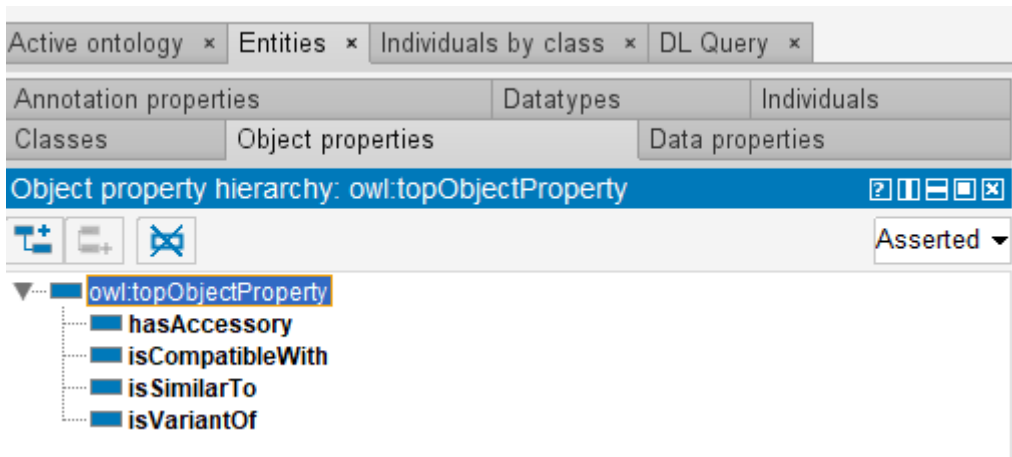 Active ontology × Entities × Individuals by class × DL Query ×
Annotation properties Datatypes Individuals
Classes Object properties Data properties
Object property hierarchy: owl:topObjectProperty
Asserted
owl:topObjectProperty
hasAccessory
isCompatibleWith
isSimilarTo
isVariantOf